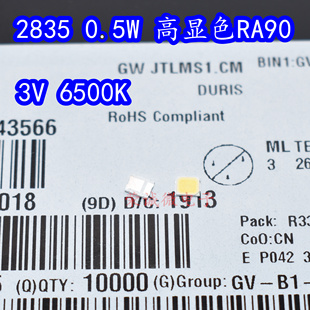 2835 0.5W 高显色RA90
GW JTLMS1.CM
BIN1:GV
DURIS
3V 6500K
RoHS Compliant
43566
ML TE
3 26
018
(9D) D/C: 1913
Pack: R33
CoO:CN
E P042 3
(Q)QTY: 10000 (G)Group: GV-B1-